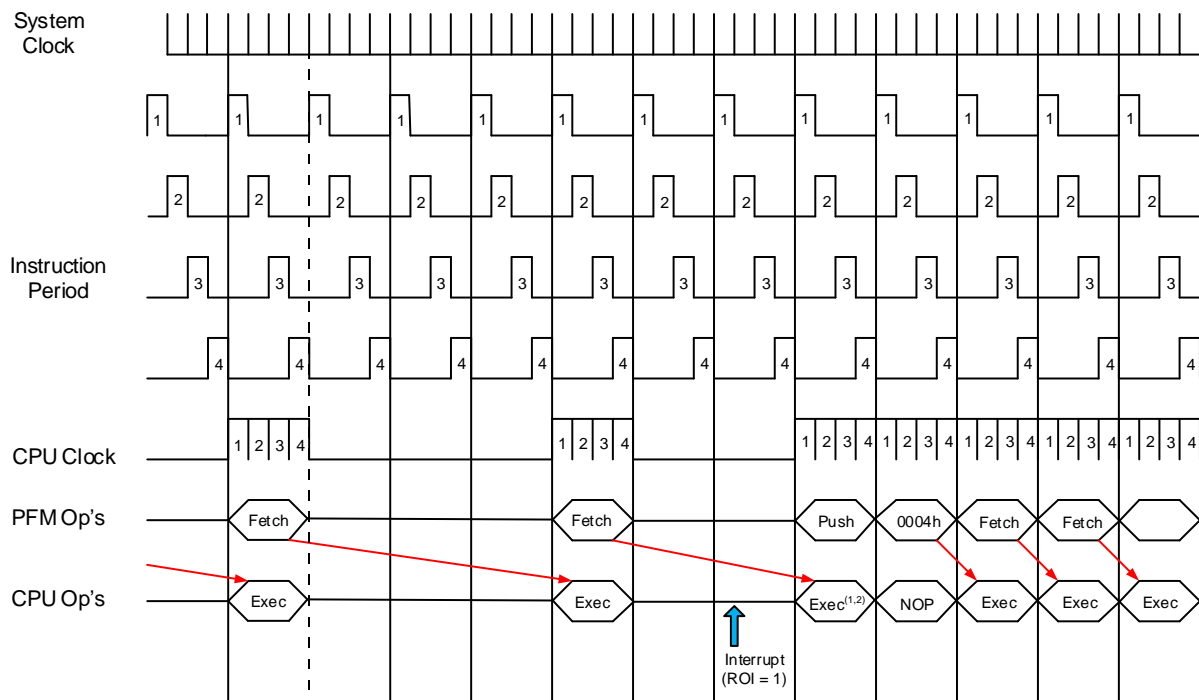 System
Clock
1 1 1 1 1 1 1 1 1 1 1 1 1
2 2 2 2 2 2 2 2 2 2 2 2 2
Instruction
Period
3 3 3 3 3 3 3 3 3 3 3 3 3
4 4 4 4 4 4 4 4 4 4 4 4 4
CPU Clock 1 2 3 4 1 2 3 4 1 2 3 4 1 2 3 4 1 2 3 4 1 2 3 4 1 2 3 4
PFM Op's Fetch Fetch Push 0004h Fetch Fetch
CPU Op's Exec Exec Exec(1,2) NOP Exec Exec Exec
Interrupt
(ROI = 1)